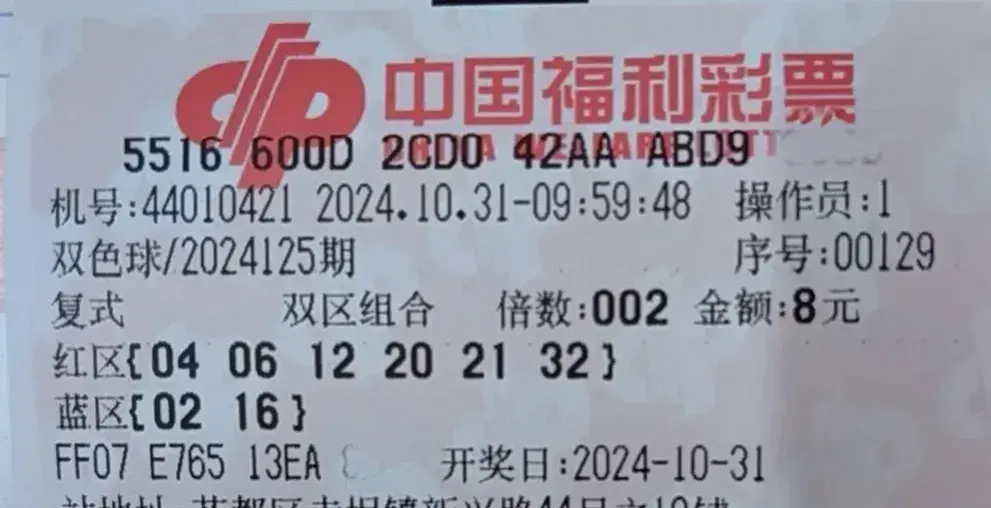 中国福利彩票
5516 600D 2CD0 42AA ABD9
机号:44010421 2024.10.31-09:59:48 操作员:1
双色球/2024125期 序号:00129
复式 双区组合 倍数:002 金额:8元
红区{04 06 12 20 21 32}
蓝区{02 16}
FF07 E765 13EA 开奖日:2024-10-31